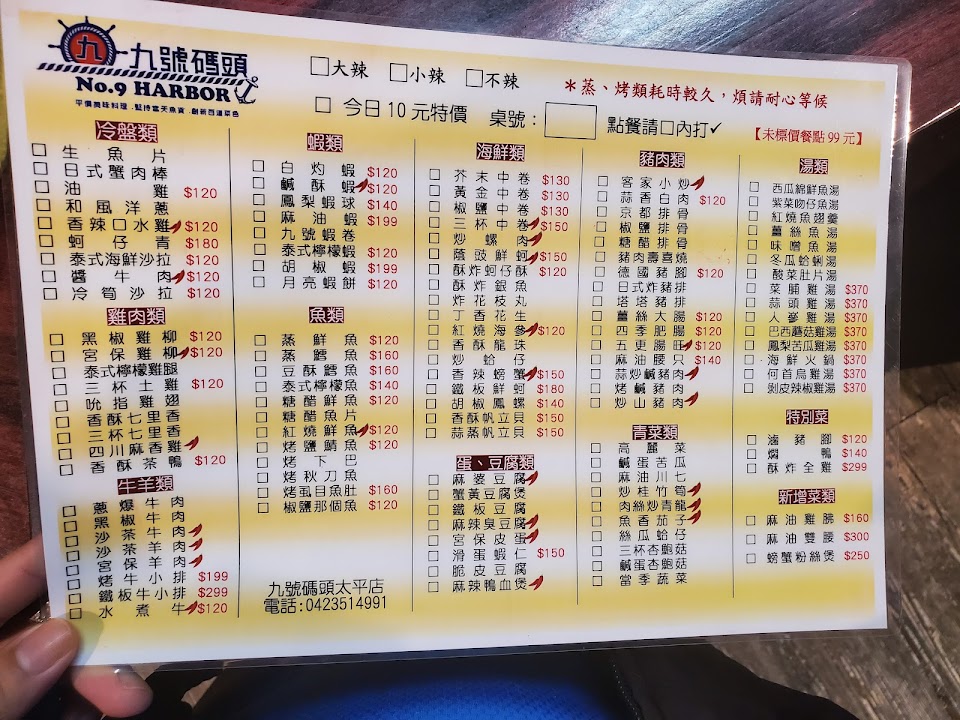 九
九號碼頭
No.9 HARBOR
平價美味料理．堅持當天魚貨．創新百道菜色
□大辣 □小辣 □不辣
□ 今日10元特價 桌號：
＊蒸、烤類耗時較久，煩請耐心等候
點餐請□內打✓
【未標價餐點99元】
冷盤類
□ 生魚片
□ 日式蟹肉棒
□ 油雞 $120
□ 和風洋蔥
□ 香辣口水雞 $120
□ 蚵仔青 $180
□ 泰式海鮮沙拉 $120
□ 醬牛肉 $120
□ 冷筍沙拉 $120
雞肉類
□ 黑椒雞柳 $120
□ 宮保雞柳 $120
□ 泰式檸檬雞腿
□ 三杯土雞 $120
□ 吮指雞翅
□ 香酥七里香
□ 三杯七里香
□ 四川麻香雞
□ 香酥茶鴨 $120
牛羊類
□ 蔥爆牛肉
□ 黑椒牛肉
□ 沙茶牛肉
□ 沙茶羊肉
□ 宮保羊肉
□ 烤牛小排 $199
□ 鐵板牛小排 $299
□ 水煮牛 $120
蝦類
□ 白灼蝦 $120
□ 鹹酥蝦 $120
□ 鳳梨蝦球 $140
□ 麻油蝦 $199
□ 九號蝦卷
□ 泰式檸檬蝦 $120
□ 胡椒蝦 $199
□ 月亮蝦餅 $120
魚類
□ 蒸鮮魚 $120
□ 蒸鱈魚 $160
□ 豆酥鱈魚 $160
□ 泰式檸檬魚 $140
□ 糖醋鮮魚 $120
□ 糖醋魚片
□ 紅燒鮮魚 $120
□ 烤鹽鯖魚 $120
□ 烤下巴
□ 烤秋刀魚
□ 烤虱目魚肚 $160
□ 椒鹽那個魚 $120
九號碼頭太平店
電話:0423514991
海鮮類
□ 芥末中卷 $130
□ 黃金中卷 $130
□ 椒鹽中卷 $130
□ 三杯中卷 $150
□ 炒螺肉
□ 蔭豉鮮蚵 $150
□ 酥炸蚵仔酥 $120
□ 酥炸銀魚
□ 炸花枝丸
□ 丁香花生
□ 紅燒海參 $120
□ 香酥龍珠
□ 炒蛤仔
□ 香辣螃蟹 $150
□ 鐵板鮮蚵 $180
□ 胡椒鳳螺 $140
□ 香酥帆立貝 $150
□ 蒜蒸帆立貝 $150
蛋、豆腐類
□ 麻婆豆腐
□ 蟹黃豆腐煲
□ 鐵板豆腐
□ 麻辣臭豆腐
□ 宮保皮蛋
□ 滑蛋蝦仁 $150
□ 脆皮豆腐
□ 麻辣鴨血煲
豬肉類
□ 客家小炒
□ 蒜香白肉 $120
□ 京都排骨
□ 椒鹽排骨
□ 糖醋排骨
□ 豬肉壽喜燒
□ 德國豬腳 $120
□ 日式炸豬排
□ 塔塔豬排
□ 薑絲大腸 $120
□ 四季肥腸 $120
□ 五更腸旺 $120
□ 麻油腰只 $140
□ 蒜炒鹹豬肉
□ 烤鹹豬肉
□ 炒山豬肉
青菜類
□ 高麗菜
□ 鹹蛋苦瓜
□ 麻油川七
□ 炒桂竹筍
□ 肉絲炒青龍
□ 魚香茄子
□ 絲瓜蛤仔
□ 三杯杏鮑菇
□ 鹹蛋杏鮑菇
□ 當季蔬菜
湯類
□ 西瓜綿鮮魚湯
□ 紫菜吻仔魚湯
□ 紅燒魚翅羹
□ 薑絲魚湯
□ 味噌魚湯
□ 冬瓜蛤蜊湯
□ 酸菜肚片湯
□ 菜脯雞湯 $370
□ 蒜頭雞湯 $370
□ 人蔘雞湯 $370
□ 巴西蘑菇雞湯 $370
□ 鳳梨苦瓜雞湯 $370
□ 海鮮火鍋 $370
□ 何首烏雞湯 $370
□ 剝皮辣椒雞湯 $370
特別菜
□ 滷豬腳 $120
□ 燜鴨 $140
□ 酥炸全雞 $299
新增菜類
□ 麻油雞腳 $160
□ 麻油雙腰 $300
□ 螃蟹粉絲煲 $250